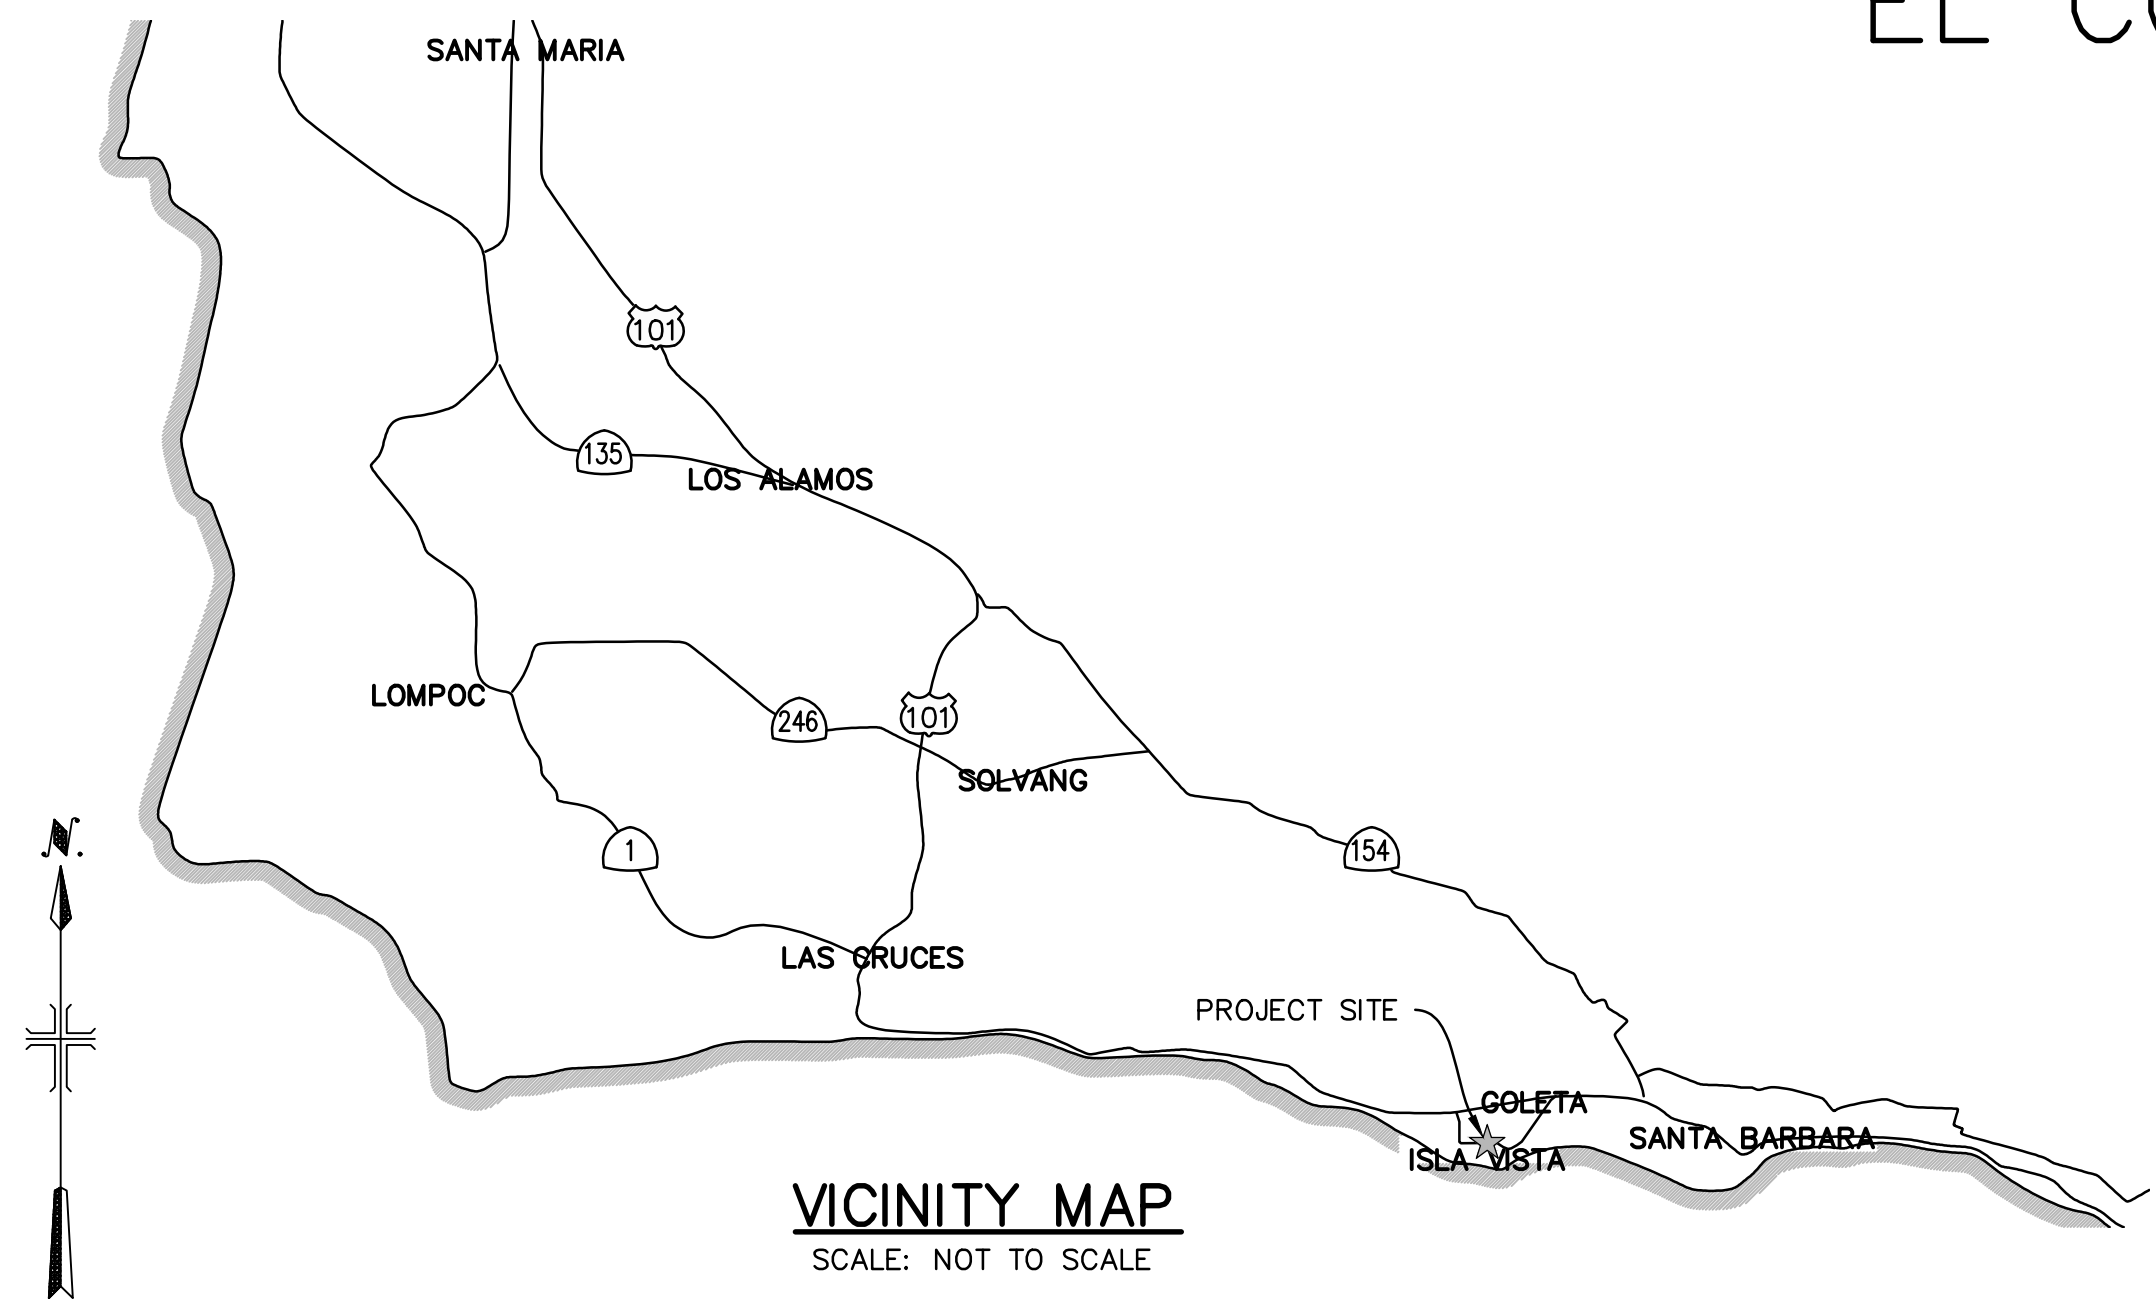 EL C
SANTA MARIA
101
135
LOS ALAMOS
LOMPOC
246
101
SOLVANG
N.
1
154
LAS CRUCES
PROJECT SITE
GOLETA
SANTA BARBARA
ISLA VISTA
VICINITY MAP
SCALE: NOT TO SCALE